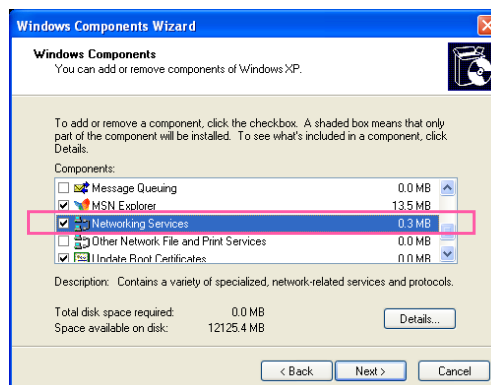 Windows Components Wizard
Windows Components
You can add or remove components of Windows XP.
To add or remove a component, click the checkbox. A shaded box means that only
part of the component will be installed. To see what's included in a component, click
Details.
Components:
Message Queuing 0.0 MB
MSN Explorer 13.5 MB
Networking Services 0.3 MB
Other Network File and Print Services 0.0 MB
Update Root Certificates 0.0 MB
Description: Contains a variety of specialized, network-related services and protocols.
Total disk space required: 0.0 MB
Space available on disk: 12125.4 MB
Details...
< Back Next > Cancel